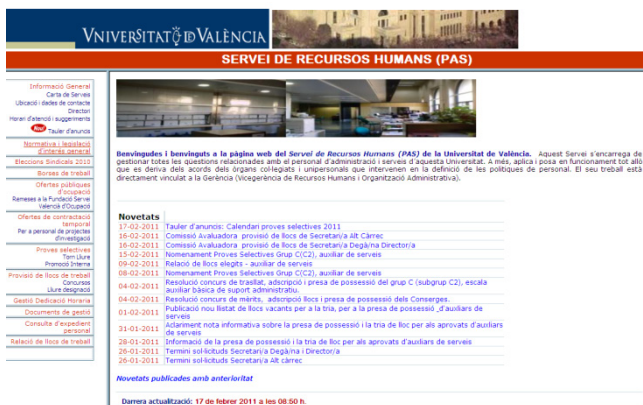 VNIVERSITAT D VALÈNCIA
SERVEI DE RECURSOS HUMANS (PAS)
Informació General
Carta de Serveis
Ubicació i dades de contacte
Directori
Horari d'atenció i suggeriments
Tauler d'anuncis
Normativa i legislació
d'interés general
Eleccions Sindicals 2010
Borses de treball
Ofertes públiques
d'ocupació
Rameses a la Fundació Servei
Valencià d'Ocupació
Ofertes de contractació
temporal
Per a personal de projectes
d'investigació
Proves selectives
Torn Lliure
Promoció Interna
Provisió de llocs de treball
Concursos
Lliure designació
Gestió Dedicació Horaria
Documents de gestió
Consulta d'expedient
personal
Relació de llocs de treball
Benvingudes i benvinguts a la pàgina web del Servei de Recursos Humans (PAS) de la Universitat de València. Aquest Servei s'encarrega de
gestionar totes les qüestions relacionades amb el personal d'administració i serveis d'aquesta Universitat. A més, aplica i posa en funcionament tot allò
que es deriva dels acords dels òrgans col·legiats i unipersonals que intervenen en la definició de les polítiques de personal. El seu treball està
directament vinculat a la Gerència (Vicegerència de Recursos Humans i Organització Administrativa).
Novetats
17-02-2011 Tauler d'anuncis: Calendari proves selectives 2011
16-02-2011 Comissió Avaluadora provisió de llocs de Secretari/a Alt Càrrec
16-02-2011 Comissió Avaluadora provisió de llocs de Secretari/a Degà/na Director/a
15-02-2011 Nomenament Proves Selectives Grup C(C2), auxiliar de serveis
09-02-2011 Relació de llocs elegits - auxiliar de serveis
08-02-2011 Nomenament Proves Selectives Grup C(C2), auxiliar de serveis
04-02-2011 Resolució concurs de trasllat, adscripció i presa de possessió del grup C (subgrup C2), escala
auxiliar bàsica de suport administratiu.
04-02-2011 Resolució concurs de mèrits, adscripció llocs i presa de possessió dels Conserges.
01-02-2011 Publicació nou llistat de llocs vacants per a la tria, per a la presa de possessió ,d'auxiliars de
serveis
31-01-2011 Aclariment nota informativa sobre la presa de possessió i la tria de lloc per als aprovats d'auxiliars
de serveis
28-01-2011 Informació de la presa de possessió i la tria de lloc per als aprovats d'auxiliars de serveis
26-01-2011 Termini sol·licituds Secretari/a Degà/na i Director/a
26-01-2011 Termini sol·licituds Secretari/a Alt càrrec
Novetats publicades amb anterioritat
Darrera actualització: 17 de febrer 2011 a les 08:50 h.